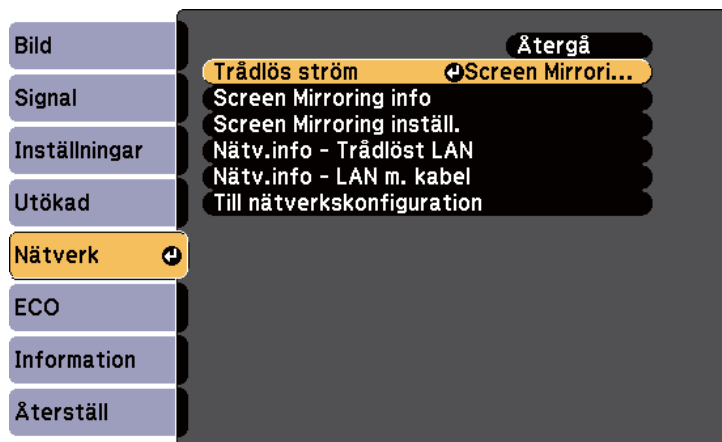 Bild
Signal
Inställningar
Utökad
Nätverk
ECO
Information
Återställ
Återgå
Trådlös ström Screen Mirrori...
Screen Mirroring info
Screen Mirroring inställ.
Nätv.info - Trådlöst LAN
Nätv.info - LAN m. kabel
Till nätverkskonfiguration